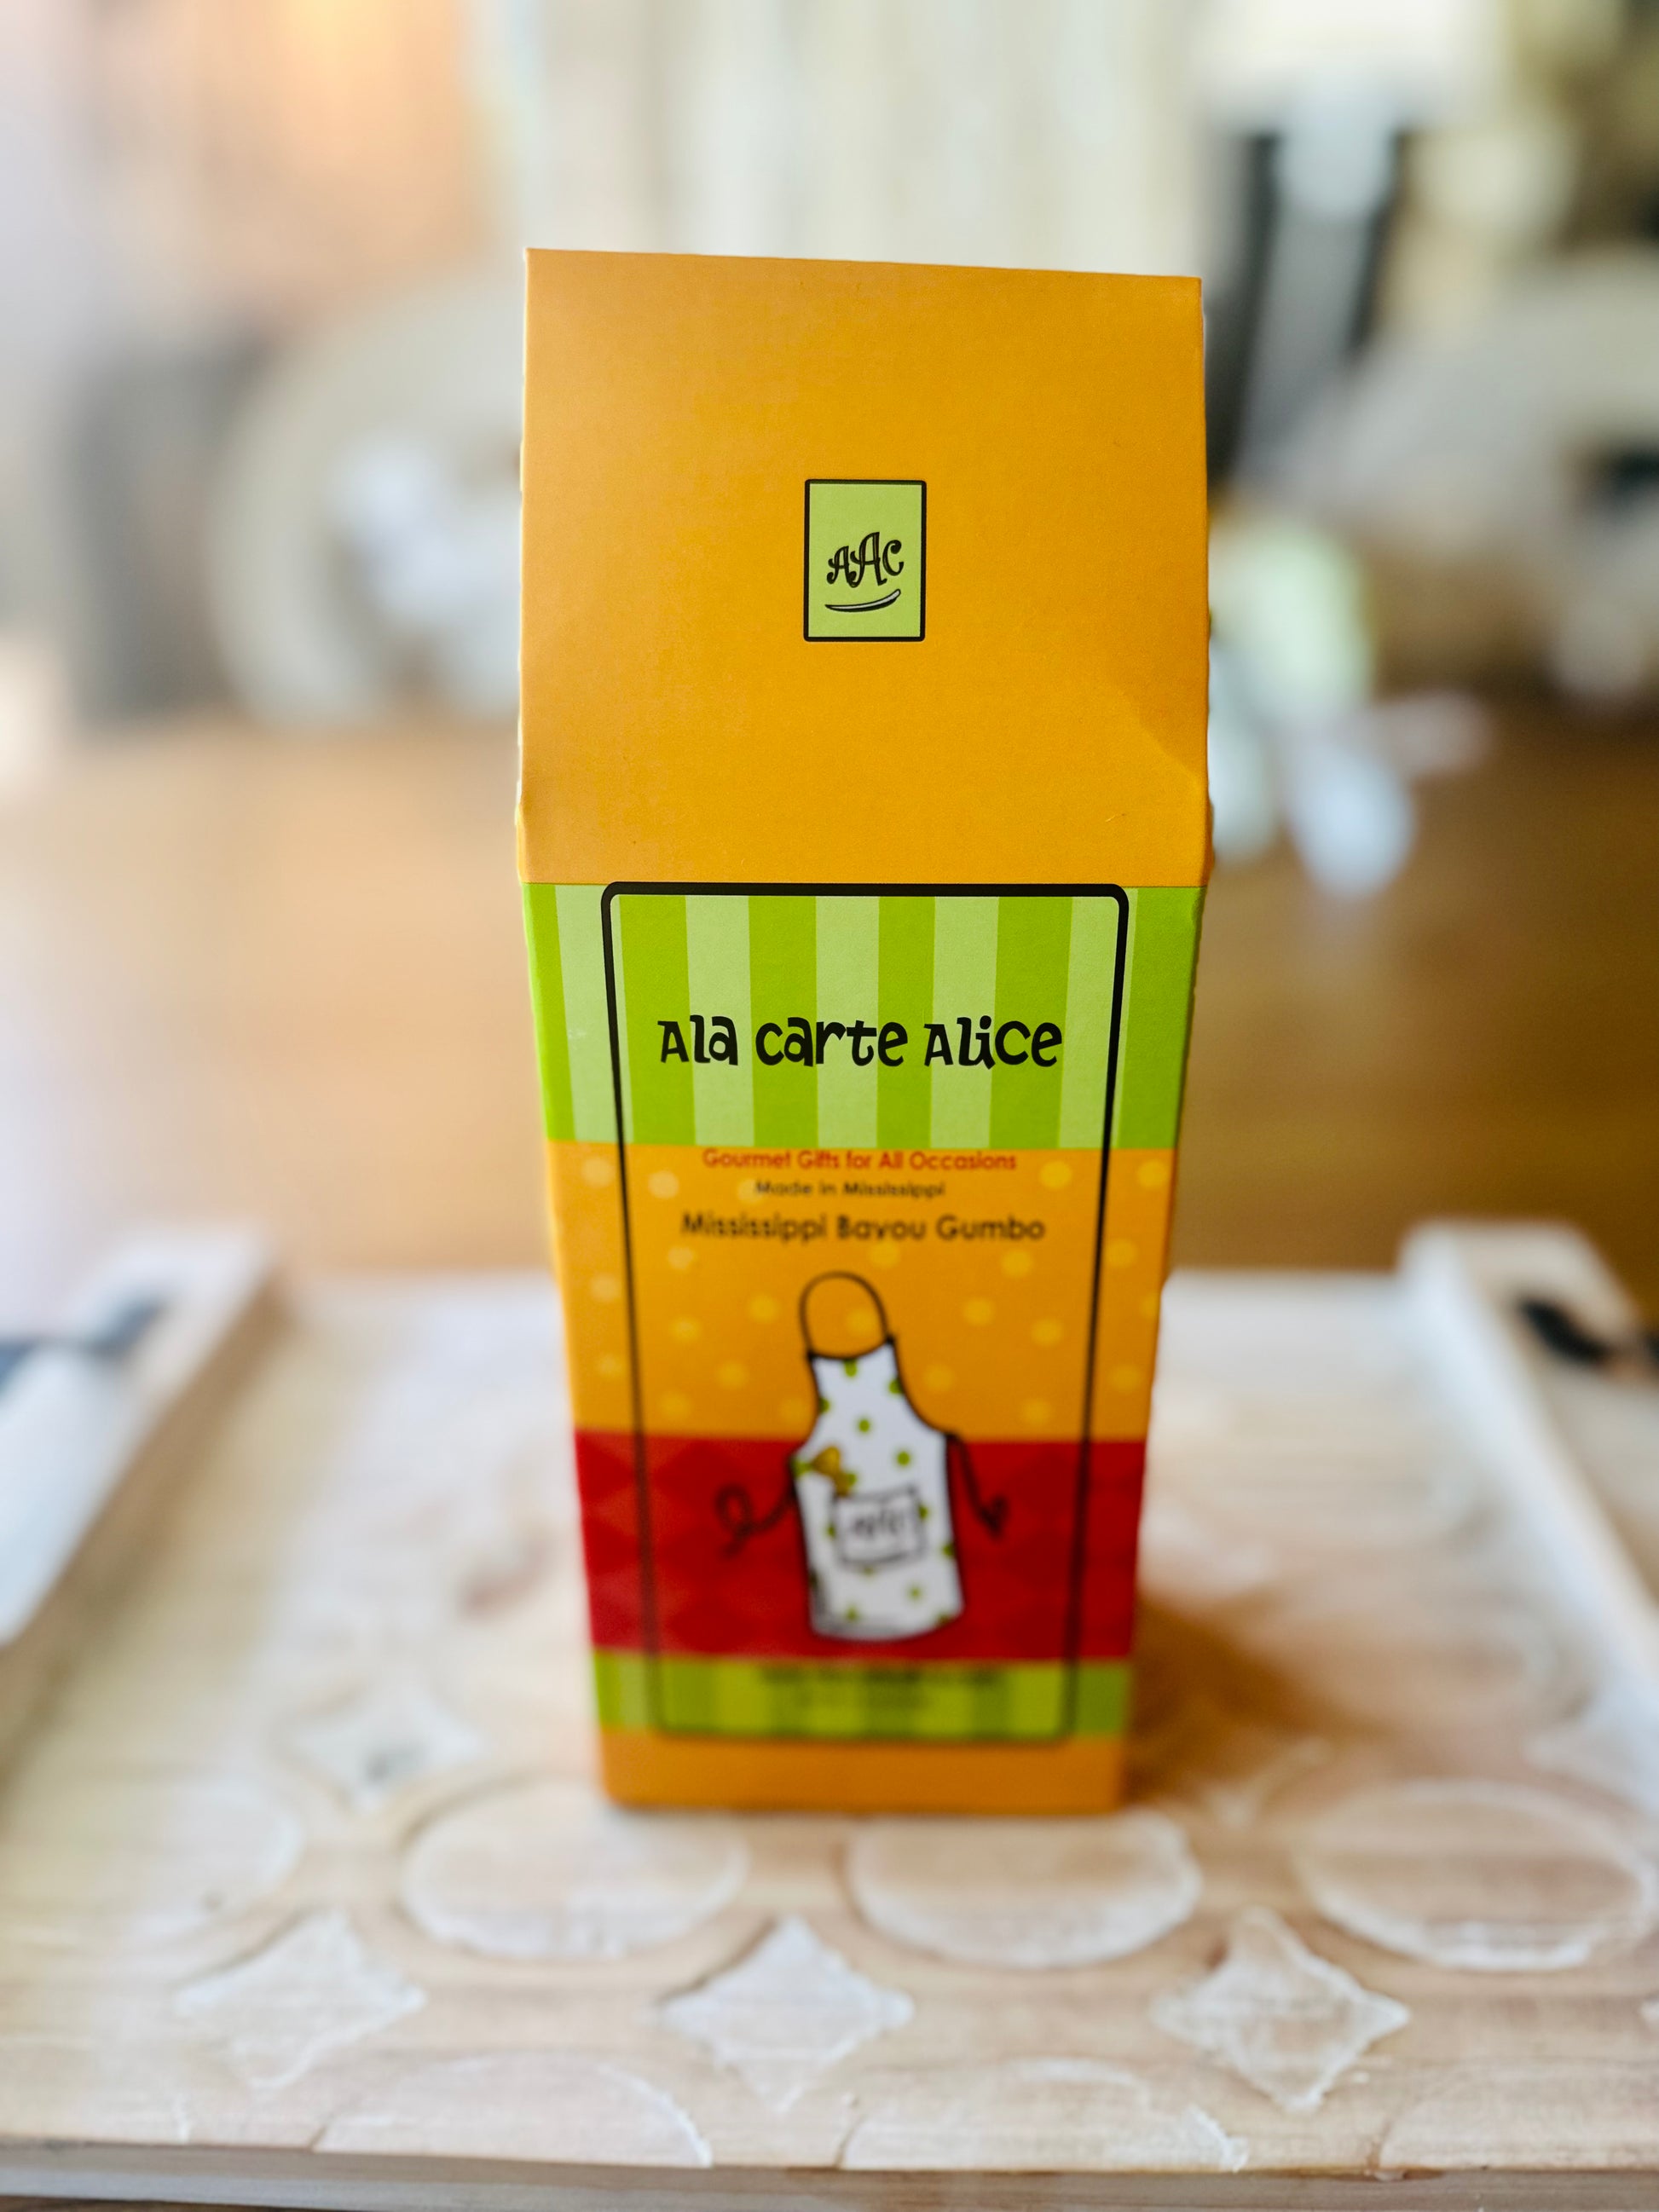 AAC
Ala carte Alice
Gourmet Gifts for All Occasions
Made in Mississippi
Mississippi Bayou Gumbo